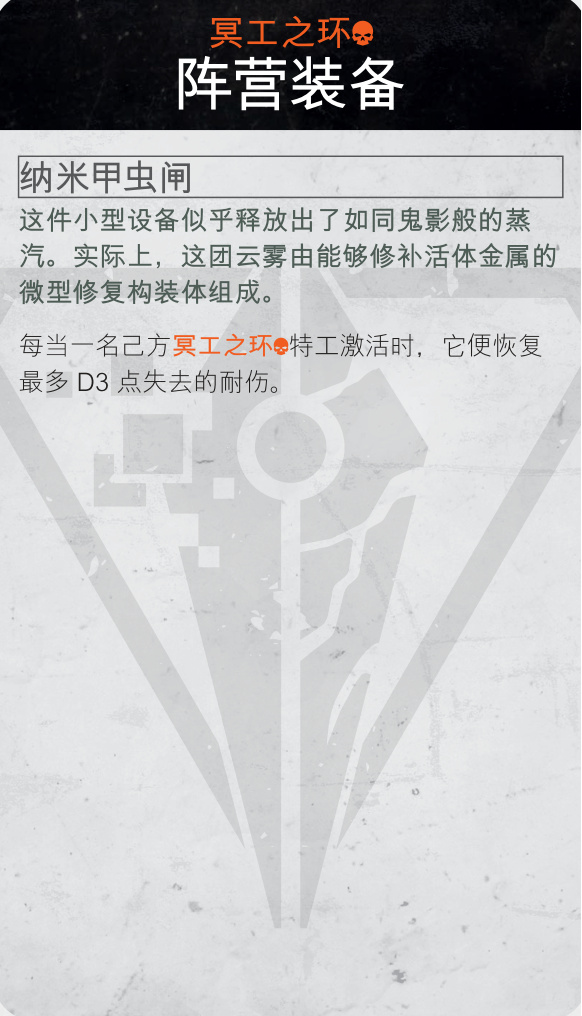 冥工之环
阵营装备
纳米甲虫闸
这件小型设备似乎释放出了如同鬼影般的蒸
汽。实际上，这团云雾由能够修补活体金属的
微型修复构装体组成。
每当一名己方冥工之环特工激活时，它便恢复
最多 D3 点失去的耐伤。